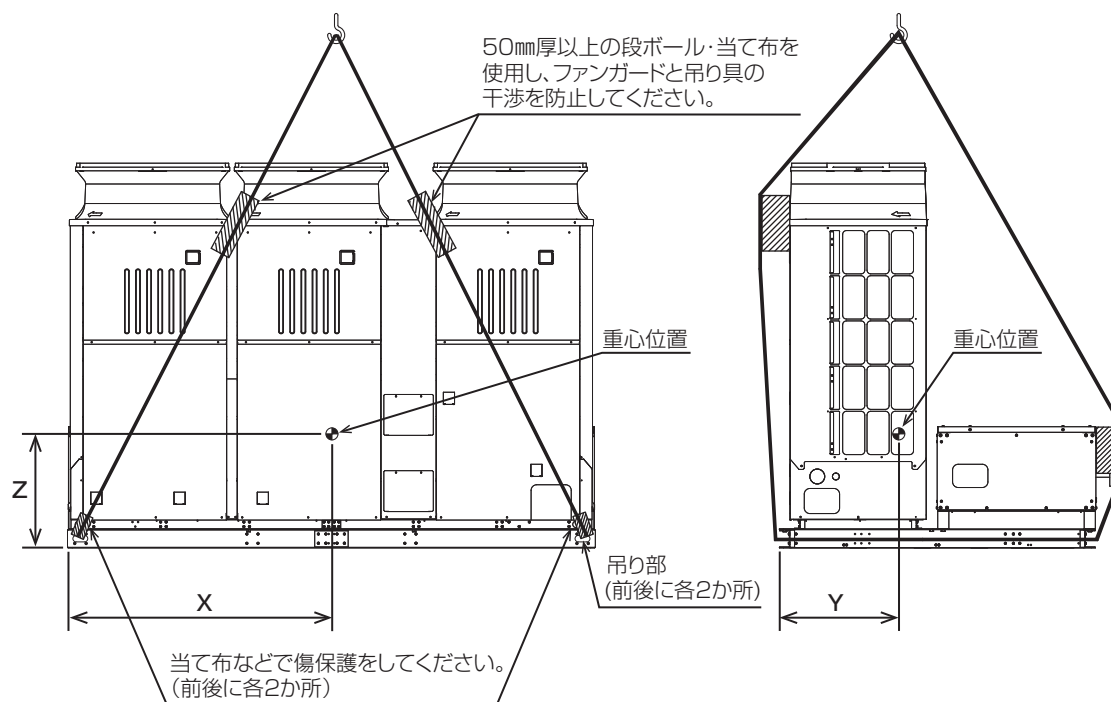 50㎜厚以上の段ボール・当て布を
使用し、ファンガードと吊り具の
干渉を防止してください。
重心位置
重心位置
Z
吊り部
(前後に各2か所)
X
Y
当て布などで傷保護をしてください。
(前後に各2か所)